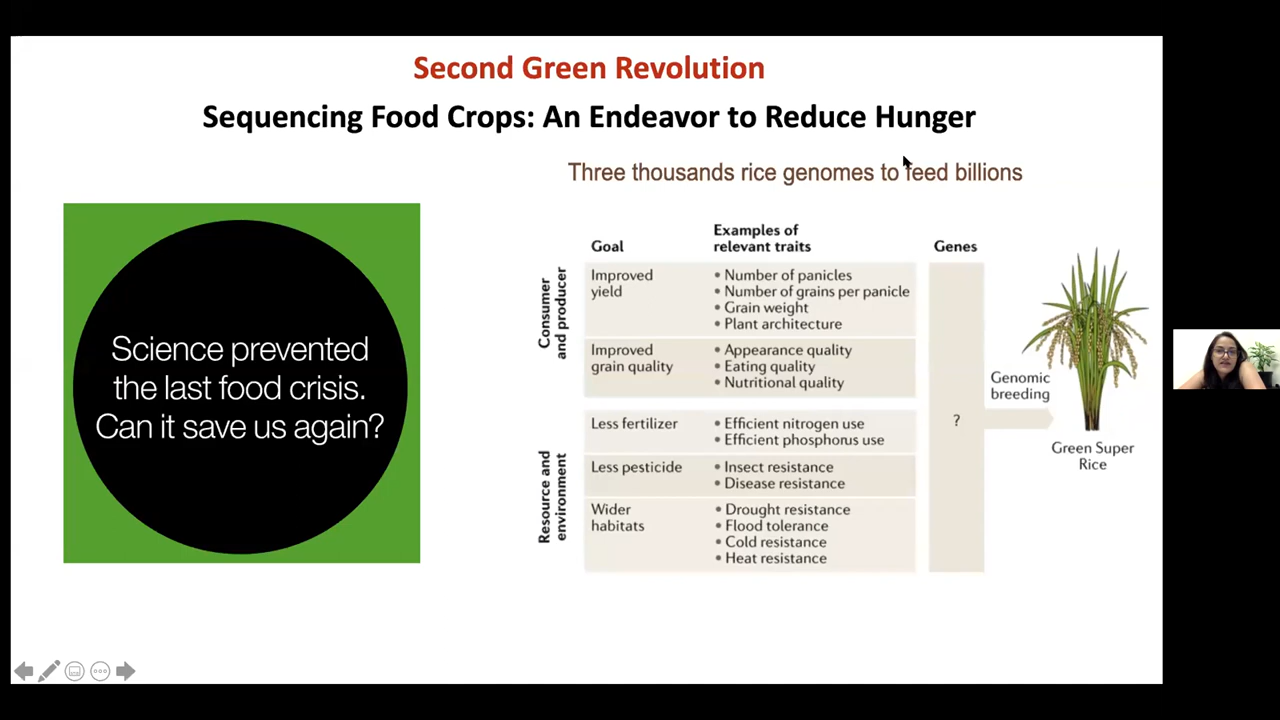 Second Green Revolution
Sequencing Food Crops: An Endeavor to Reduce Hunger
Three thousands rice genomes to feed billions
Science prevented
the last food crisis.
Can it save us again?
Goal
Examples of
relevant traits
Genes
Consumer
and producer
Improved
yield
• Number of panicles
• Number of grains per panicle
• Grain weight
• Plant architecture
Improved
grain quality
• Appearance quality
• Eating quality
• Nutritional quality
Resource and
environment
Less fertilizer
• Efficient nitrogen use
• Efficient phosphorus use
Less pesticide
• Insect resistance
• Disease resistance
Wider
habitats
• Drought resistance
• Flood tolerance
• Cold resistance
• Heat resistance
?
Genomic
breeding
Green Super
Rice